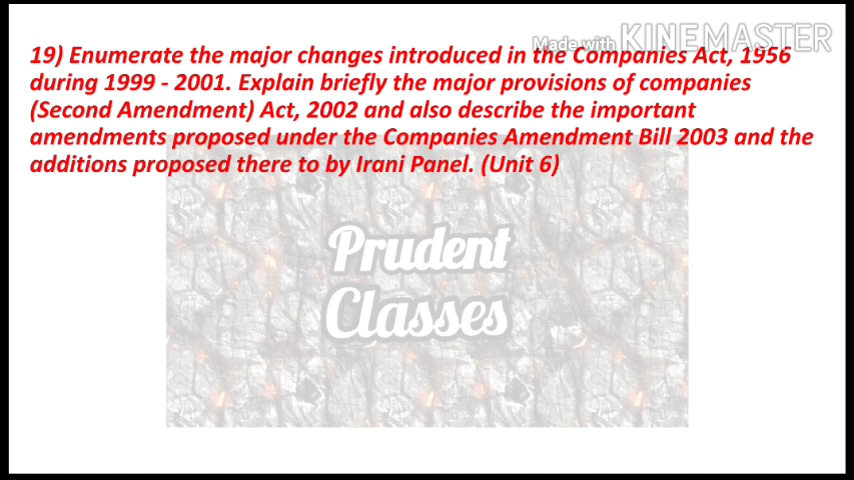 Made with KINEMASTER
19) Enumerate the major changes introduced in the Companies Act, 1956
during 1999 - 2001. Explain briefly the major provisions of companies
(Second Amendment) Act, 2002 and also describe the important
amendments proposed under the Companies Amendment Bill 2003 and the
additions proposed there to by Irani Panel. (Unit 6)
Prudent
Classes